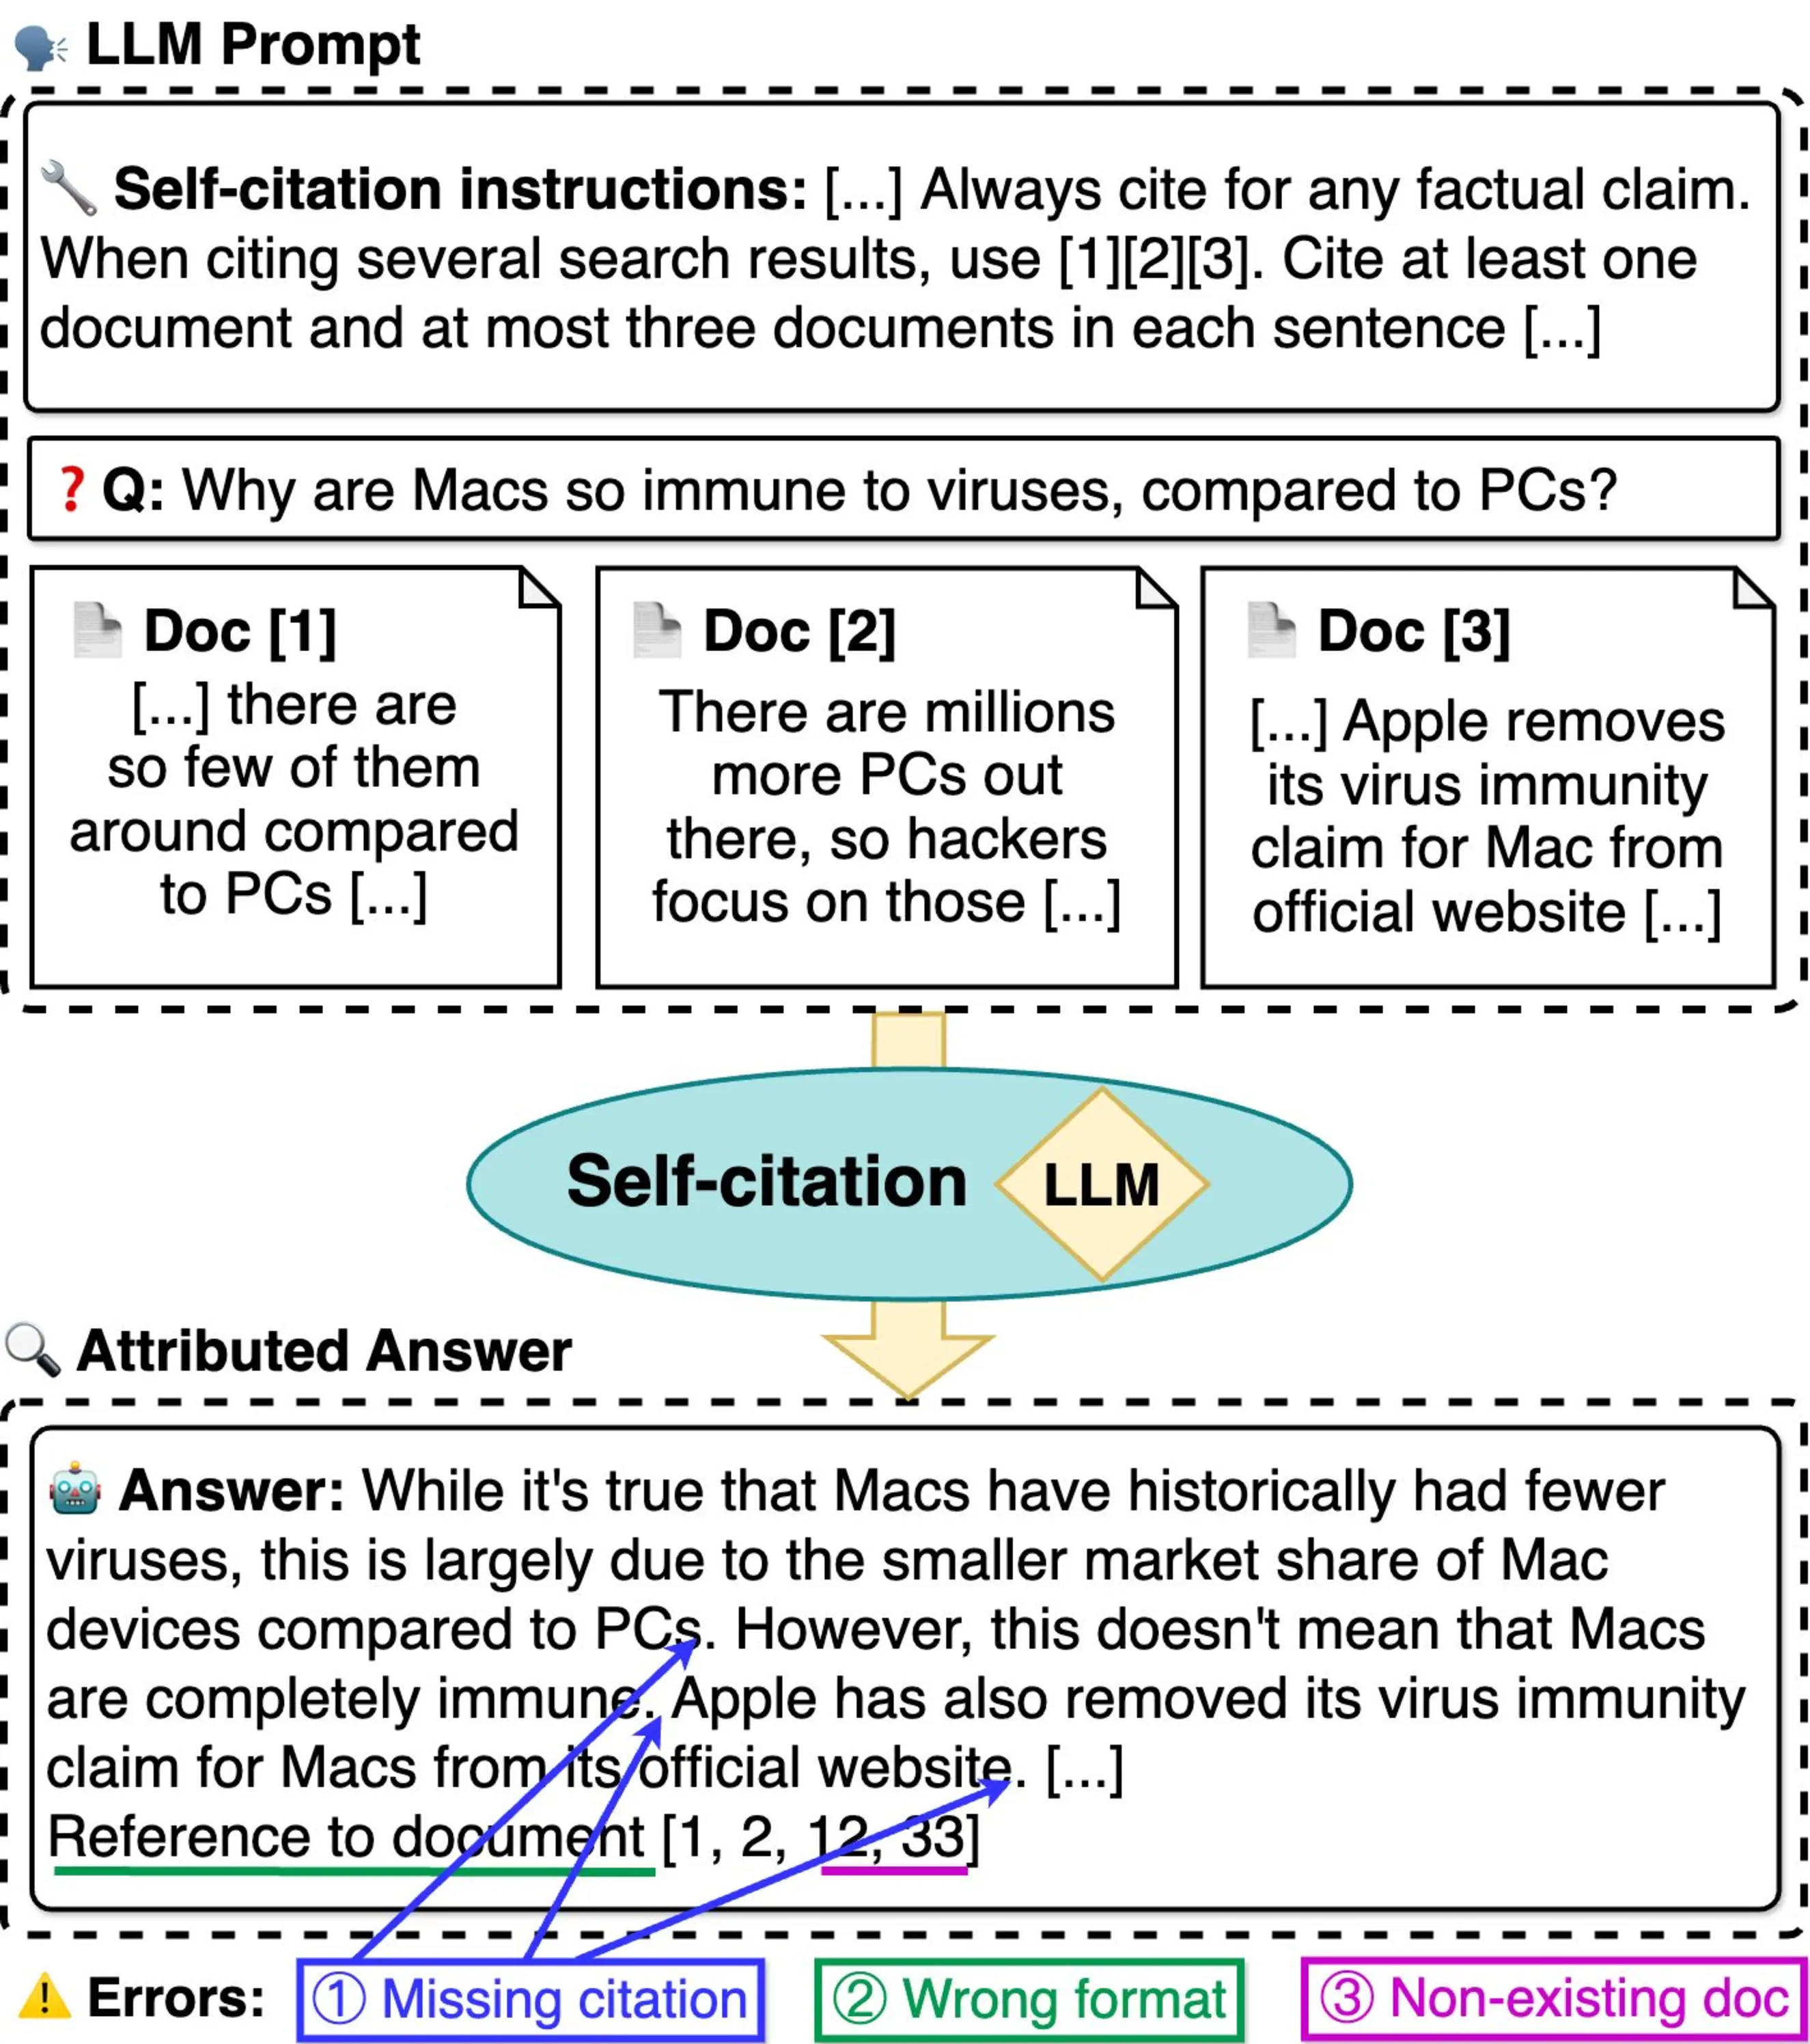 LLM Prompt
Self-citation instructions: [...] Always cite for any factual claim.
When citing several search results, use [1][2][3]. Cite at least one
document and at most three documents in each sentence [...]
? Q: Why are Macs so immune to viruses, compared to PCs?
Doc [1]
[...] there are
so few of them
around compared
to PCs [...]
Doc [2]
There are millions
more PCs out
there, so hackers
focus on those [...]
Doc [3]
[...] Apple removes
its virus immunity
claim for Mac from
official website [...]
Self-citation LLM
Attributed Answer
Answer: While it's true that Macs have historically had fewer
viruses, this is largely due to the smaller market share of Mac
devices compared to PCs. However, this doesn't mean that Macs
are completely immune. Apple has also removed its virus immunity
claim for Macs from its official website. [...]
Reference to document [1, 2, 12, 33]
Errors: ① Missing citation ② Wrong format ③ Non-existing doc